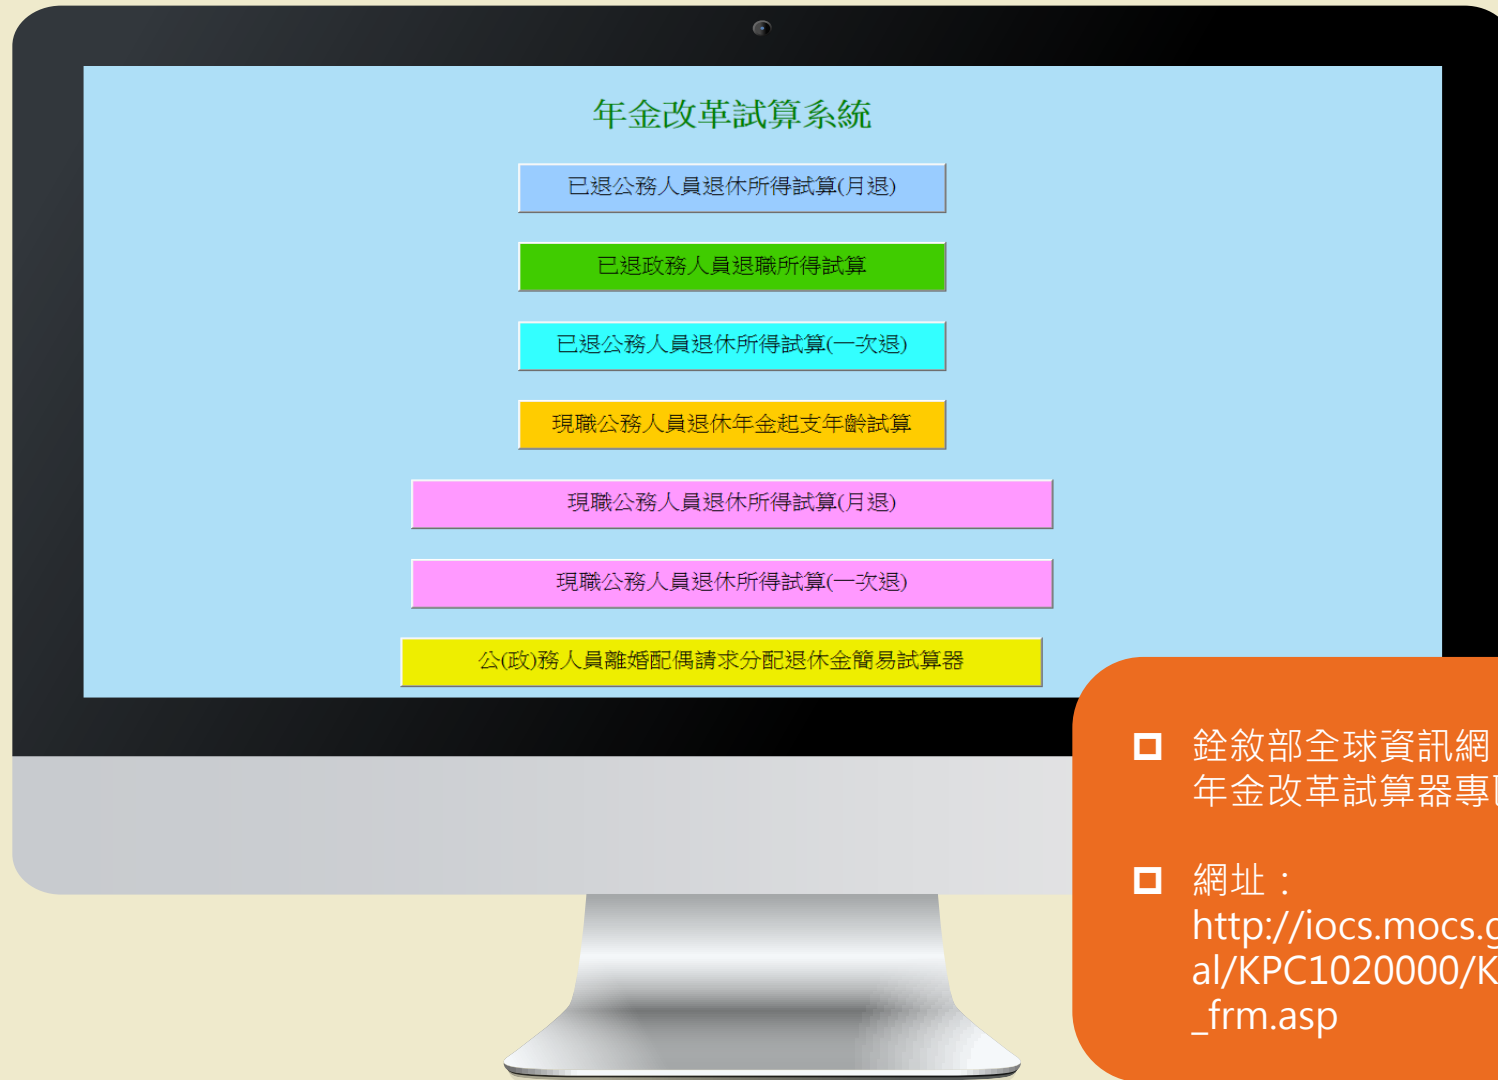 年金改革試算系統
已退公務人員退休所得試算(月退)
已退政務人員退職所得試算
已退公務人員退休所得試算(一次退)
現職公務人員退休年金起支年齡試算
現職公務人員退休所得試算(月退)
現職公務人員退休所得試算(一次退)
公(政)務人員離婚配偶請求分配退休金簡易試算器
銓敘部全球資訊網
年金改革試算器專
網址：
http://iocs.mocs.g
al/KPC1020000/K
_frm.asp